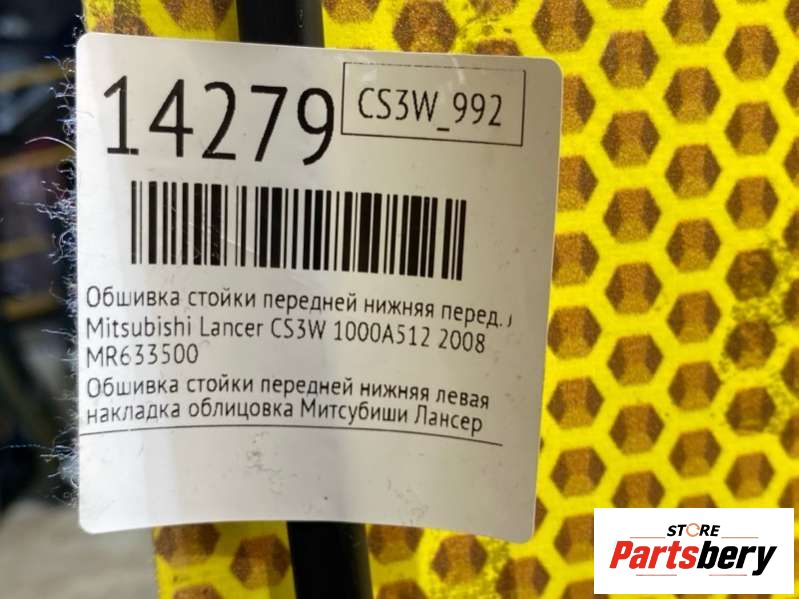 14279
CS3W_992
Обшивка стойки передней нижняя перед.
Mitsubishi Lancer CS3W 1000A512 2008
MR633500
Обшивка стойки передней нижняя левая
накладка облицовка Митсубиши Лансер
STORE
Partsbery